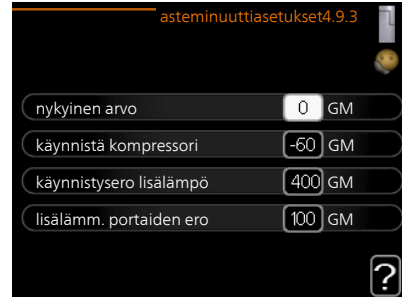 asteminuuttiasetukset4.9.3
nykyinen arvo 0 GM
käynnistä kompressori -60 GM
käynnistysero lisälämpö 400 GM
lisälämm. portaiden ero 100 GM
?